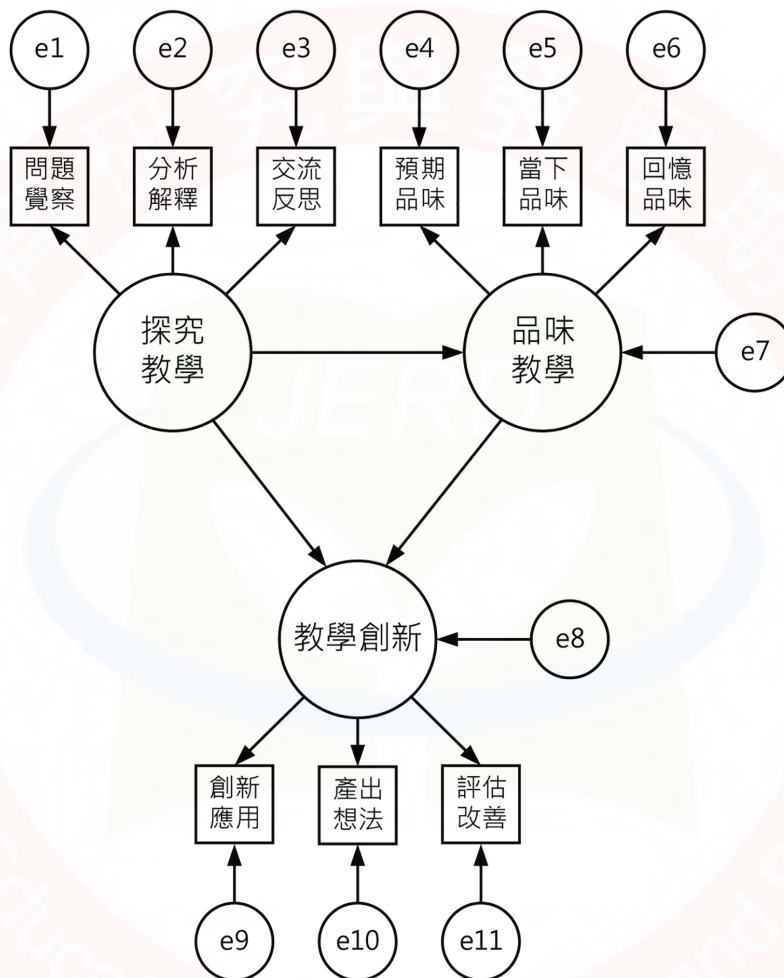 e1
e2
e3
e4
e5
e6
問題
覺察
分析
解釋
交流
反思
預期
品味
當下
品味
回憶
品味
探究
教學
品味
教學
e7
JERD
教學創新
e8
創新
應用
產出
想法
評估
改善
e9
e10
e11